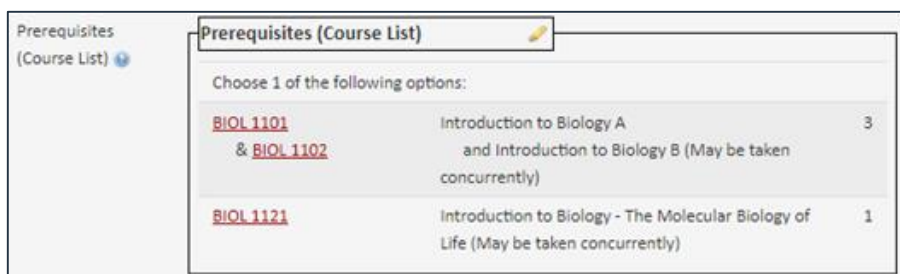 Prerequisites
(Course List)
Prerequisites (Course List)
Choose 1 of the following options:
BIOL 1101 Introduction to Biology A 3
& BIOL 1102 and Introduction to Biology B (May be taken
concurrently)
BIOL 1121 Introduction to Biology - The Molecular Biology of 1
Life (May be taken concurrently)